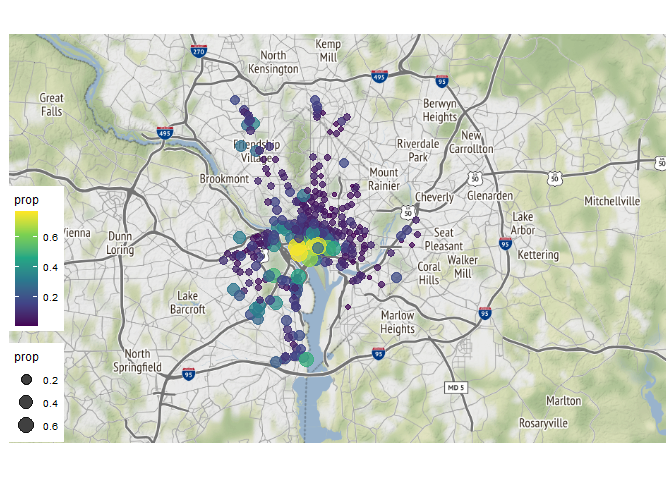 Kemp
Mill
270
North
Kensington
495
95
Great
Falls
Berwyn
Heights
495
New
Carrollton
Riverdale
Park
50
Brookmont
Mount
Rainier
50
50
Cheverly
Glenarden
Mitchellville
prop
50
0.6
0.4
0.2
Dunn
Loring
Lake
Arbor
Seat
Pleasant
95
Kettering
Walker
Mill
Coral
Hills
Lake
Barcroft
95
Marlow
Heights
prop
0.2
0.4
0.6
North
Springfield
95
95
MD 5
Marlton
Rosaryville